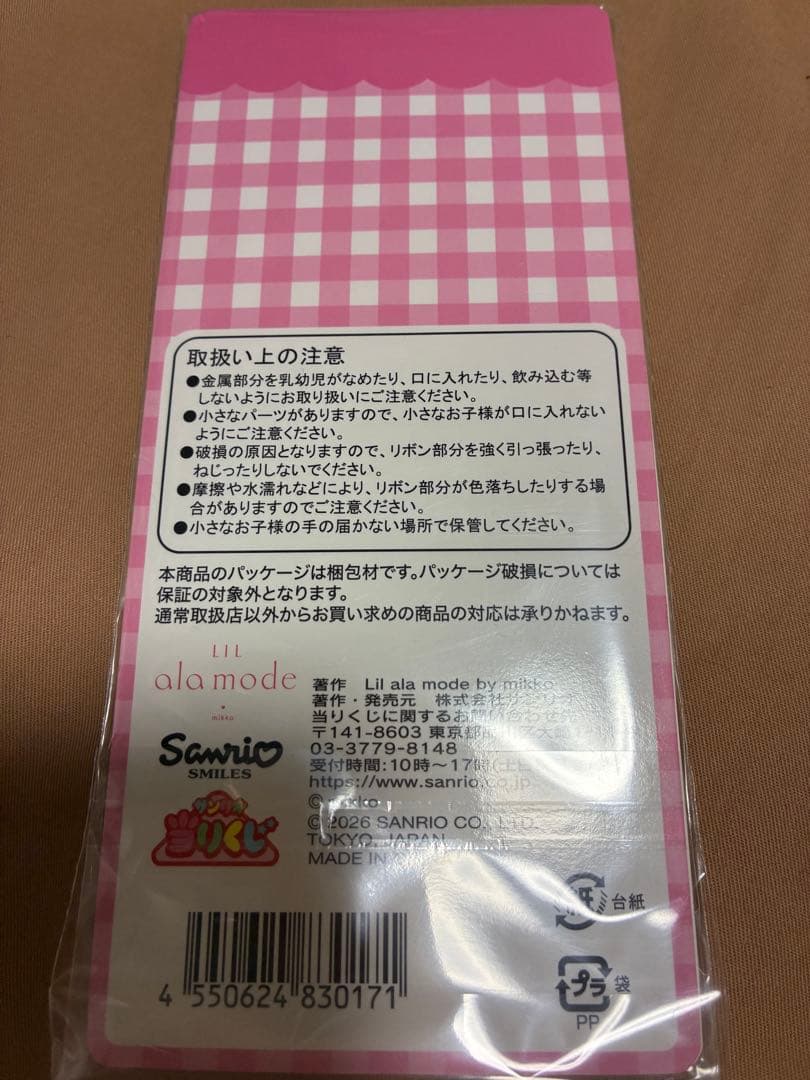 取扱い上の注意
●金属部分を乳幼児がなめたり、口に入れたり、飲み込む等
しないようにお取り扱いにご注意ください。
●小さなパーツがありますので、小さなお子様が口に入れない
ようにご注意ください。
●破損の原因となりますので、リボン部分を強く引っ張ったり、
ねじったりしないでください。
●摩擦や水濡れなどにより、リボン部分が色落ちしたりする場
合がありますのでご注意ください。
●小さなお子様の手の届かない場所で保管してください。
本商品のパッケージは梱包材です。パッケージ破損については
保証の対象外となります。
通常取扱店以外からお買い求めの商品の対応は承りかねます。
LIL
ala mode
mikko
著作 Lil ala mode by mikko
著作・発売元 株式会社サンリオ
当りくじに関するお問い合わせ
〒141-8603 東京都品川区大崎
03-3779-8148
受付時間:10時～17時(土日
https://www.sanrio.co.jp
© mikko
© 2026 SANRIO CO., LTD.
TOKYO, JAPAN
MADE IN
Sanrio
SMILES
サンリオ
当りくじ
4 550624 830171
紙 台紙
プラ 袋
PP